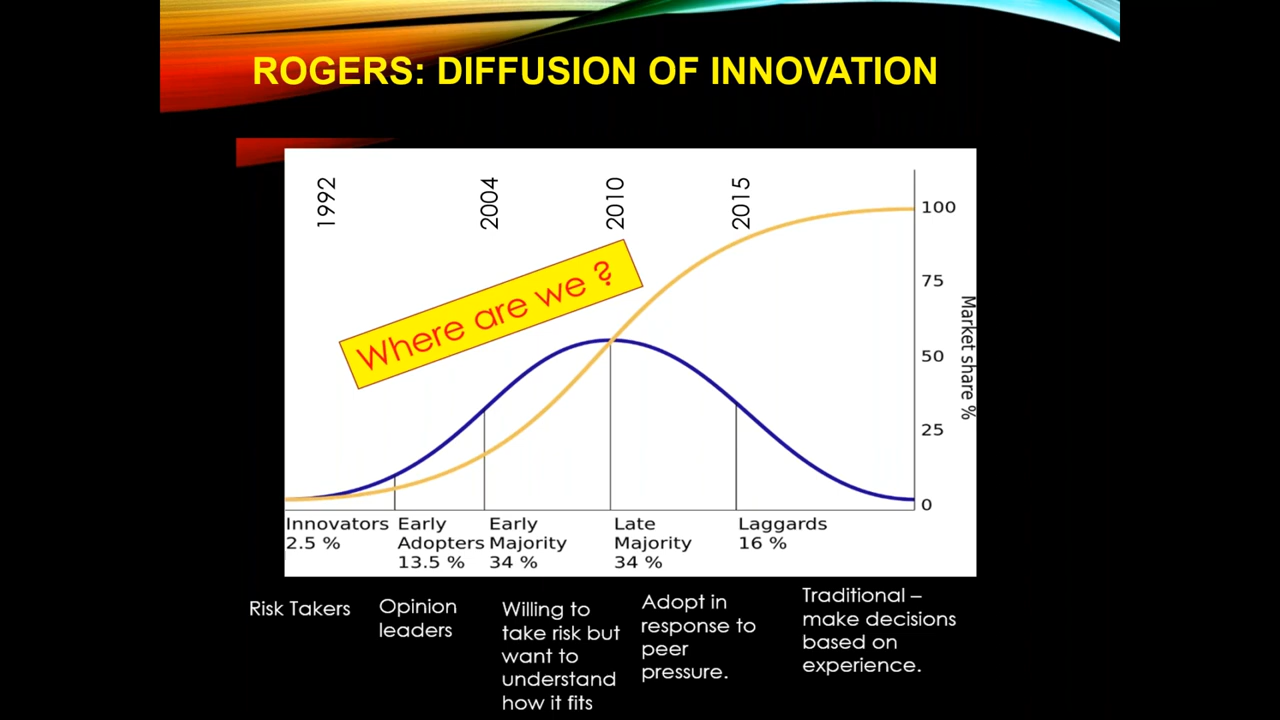 ROGERS: DIFFUSION OF INNOVATION
1992
2004
2010
2015
Where are we ?
100
75
50
25
0
Market share %
Innovators
2.5 %
Early
Adopters
13.5 %
Early
Majority
34 %
Late
Majority
34 %
Laggards
16 %
Risk Takers
Opinion
leaders
Willing to
take risk but
want to
understand
how it fits
Adopt in
response to
peer
pressure.
Traditional –
make decisions
based on
experience.